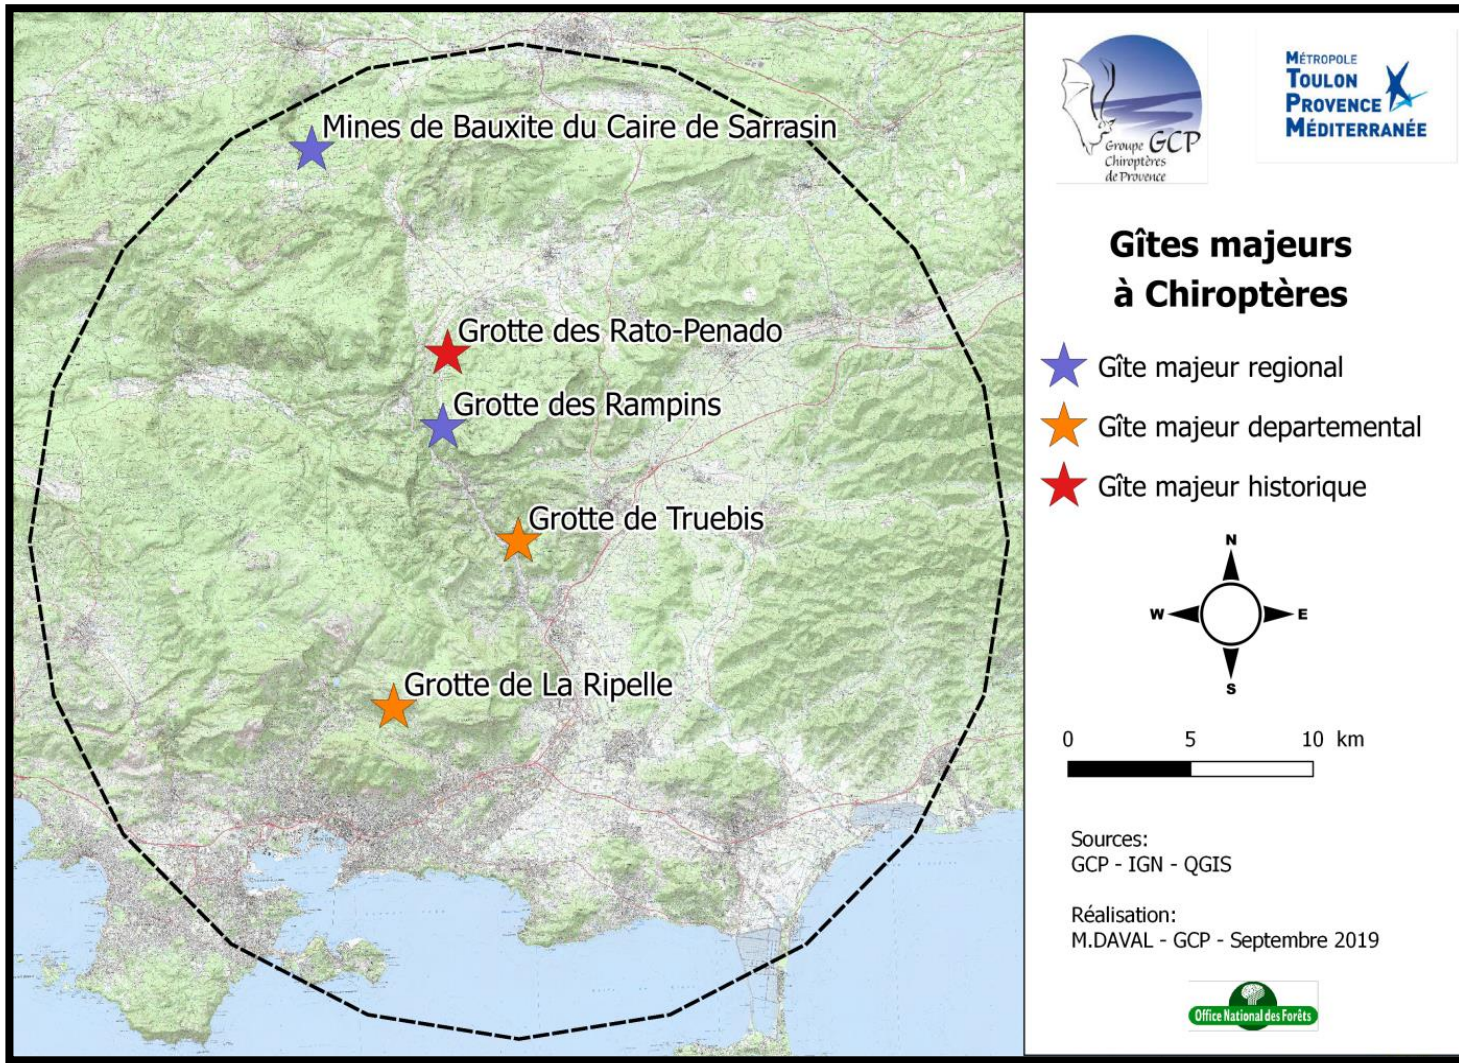 Mines de Bauxite du Caire de Sarrasin
Grotte des Rato-Penado
Grotte des Rampins
Grotte de Truebis
Grotte de La Ripelle
Groupe GCP
Chiroptères
de Provence
MÉTROPOLE
TOULON
PROVENCE
MÉDITERRANÉE
Gîtes majeurs
à Chiroptères
Gîte majeur regional
Gîte majeur departemental
Gîte majeur historique
N
W E
S
0 5 10 km
Sources:
GCP - IGN - QGIS
Réalisation:
M.DAVAL - GCP - Septembre 2019
Office National des Forêts